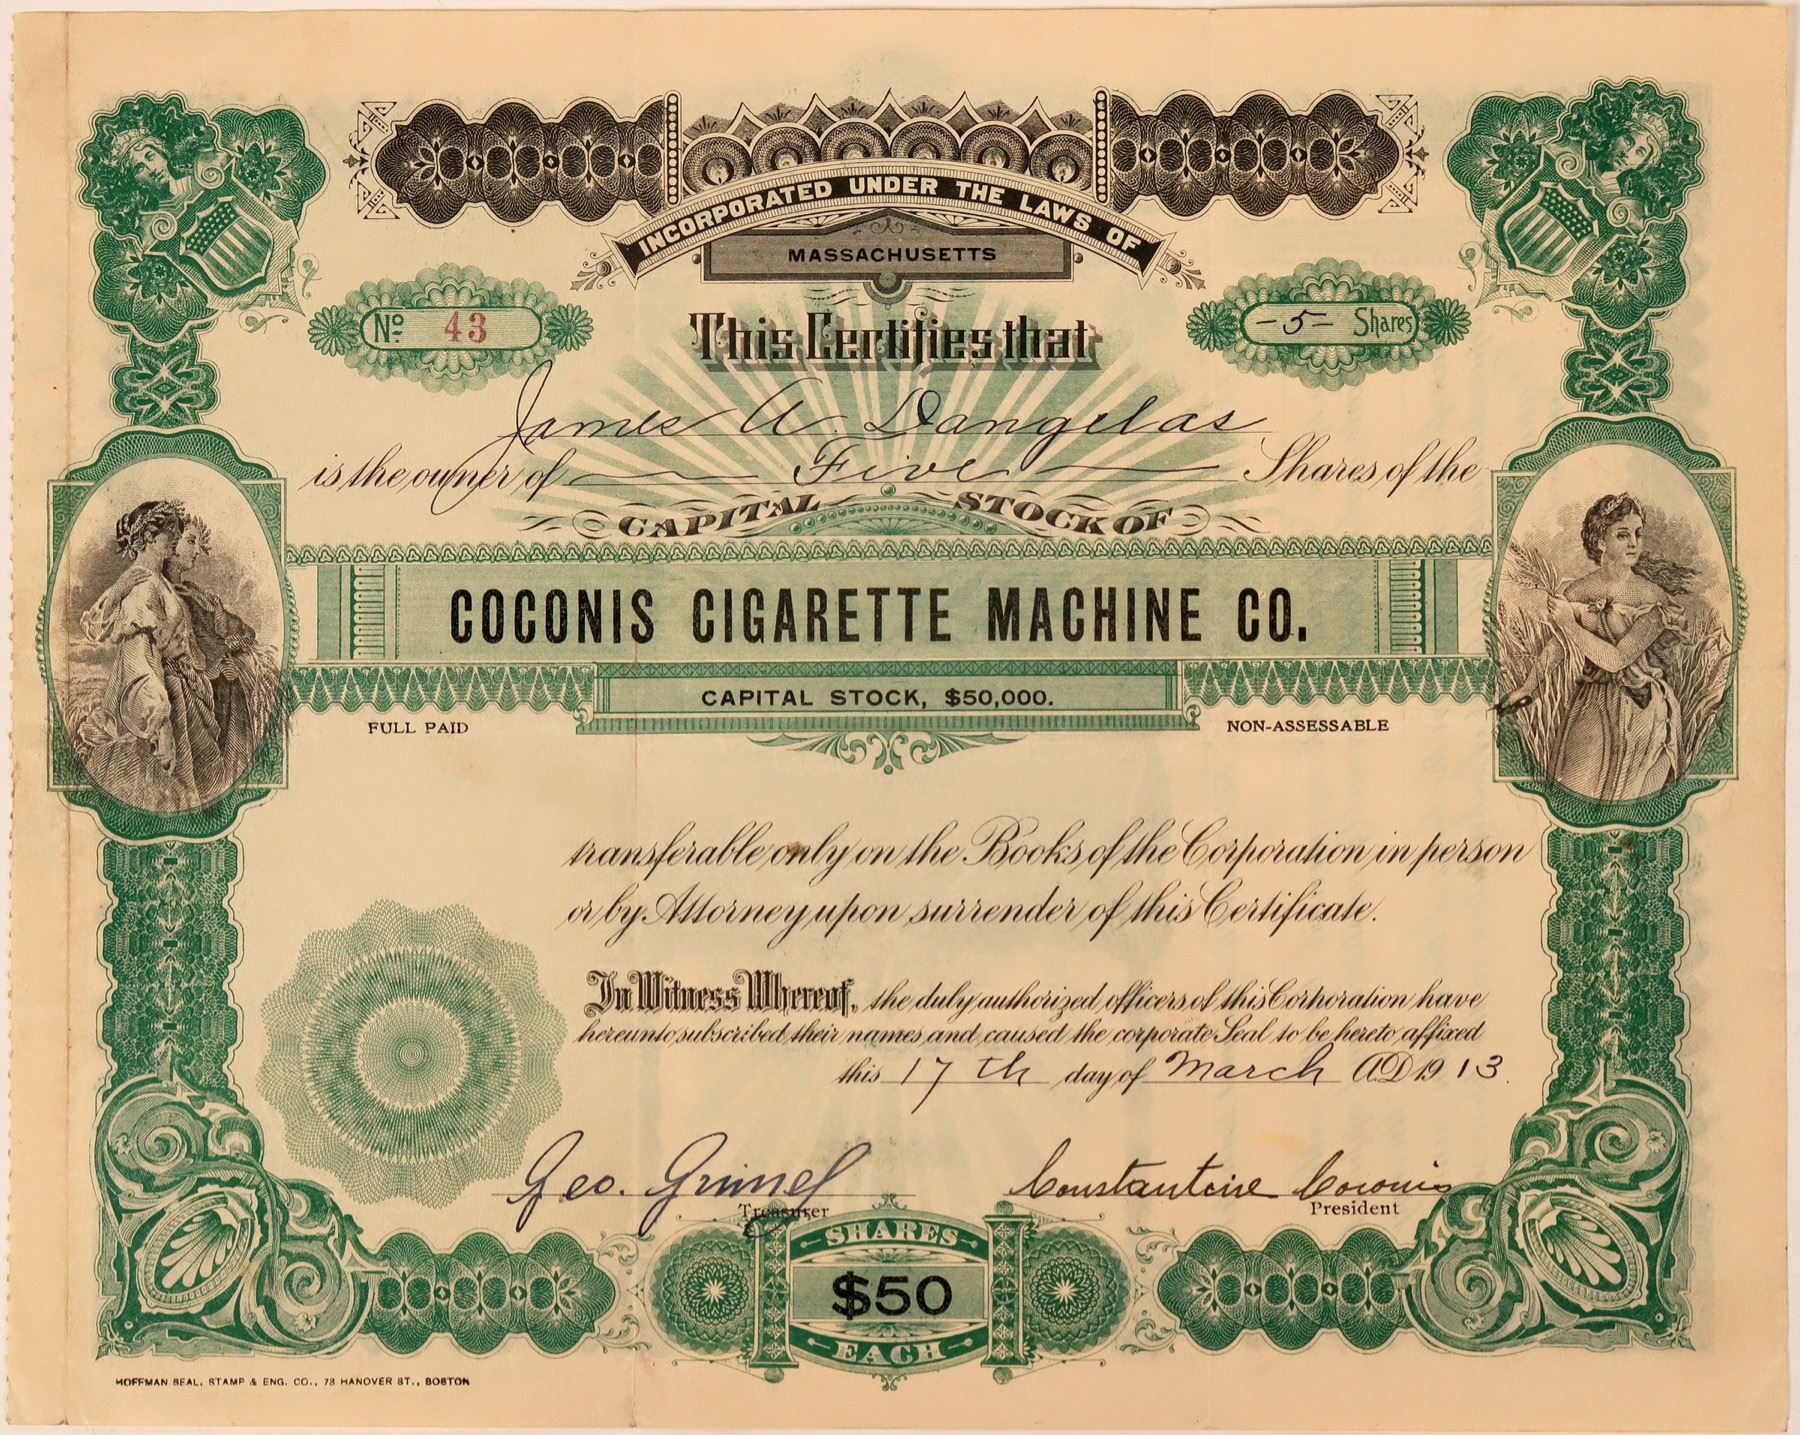 INCORPORATED UNDER THE LAWS OF
MASSACHUSETTS
No. 43
-5- Shares
This Certifies that
James A. Dangelas
is the owner of Five Shares of the
CAPITAL STOCK OF
COCONIS CIGARETTE MACHINE CO.
CAPITAL STOCK, $50,000.
FULL PAID
NON-ASSESSABLE
transferable only on the Books of the Corporation in person
or by Attorney upon surrender of this Certificate.
In Witness Whereof, the duly authorized officers of this Corporation have
hereunto subscribed their names and caused the corporate Seal to be hereto affixed
this 17th day of March A.D. 1913.
Geo. Grimel
Treasurer
Constantoire Coconis
President
SHARES
$50
EACH
HOFFMAN SEAL, STAMP & ENG. CO., 73 HANOVER ST., BOSTON